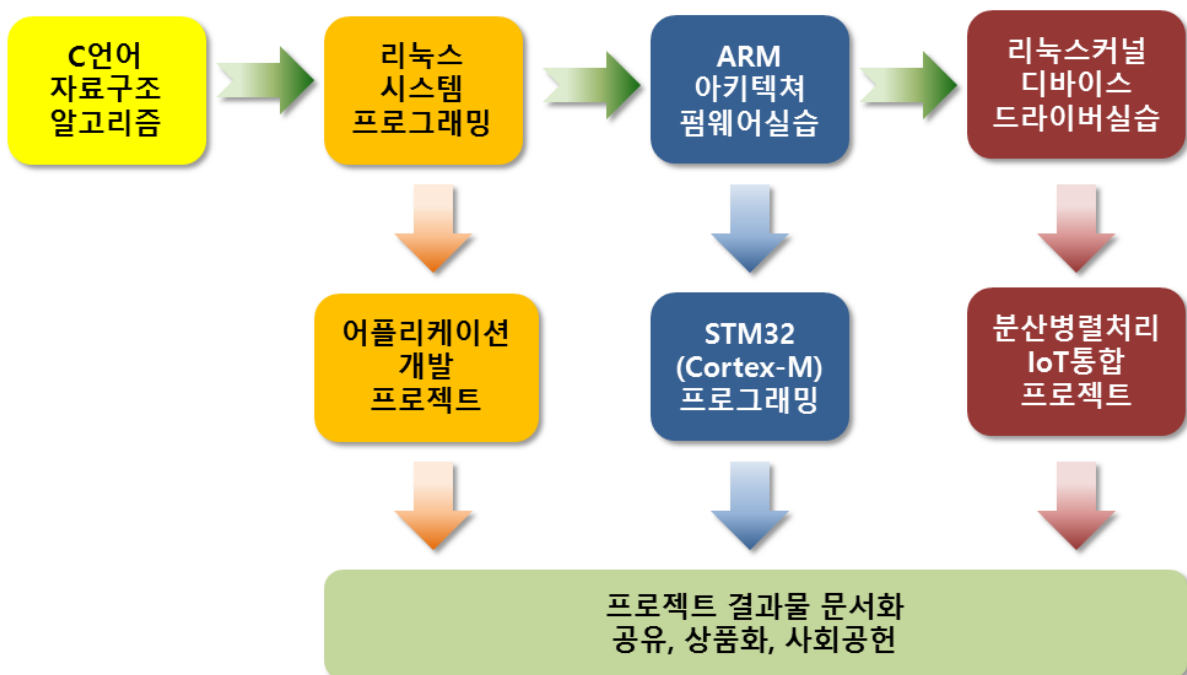 C언어
자료구조
알고리즘
리눅스
시스템
프로그래밍
ARM
아키텍쳐
펌웨어실습
리눅스커널
디바이스
드라이버실습
어플리케이션
개발
프로젝트
STM32
(Cortex-M)
프로그래밍
분산병렬처리
IoT통합
프로젝트
프로젝트 결과물 문서화
공유, 상품화, 사회공헌